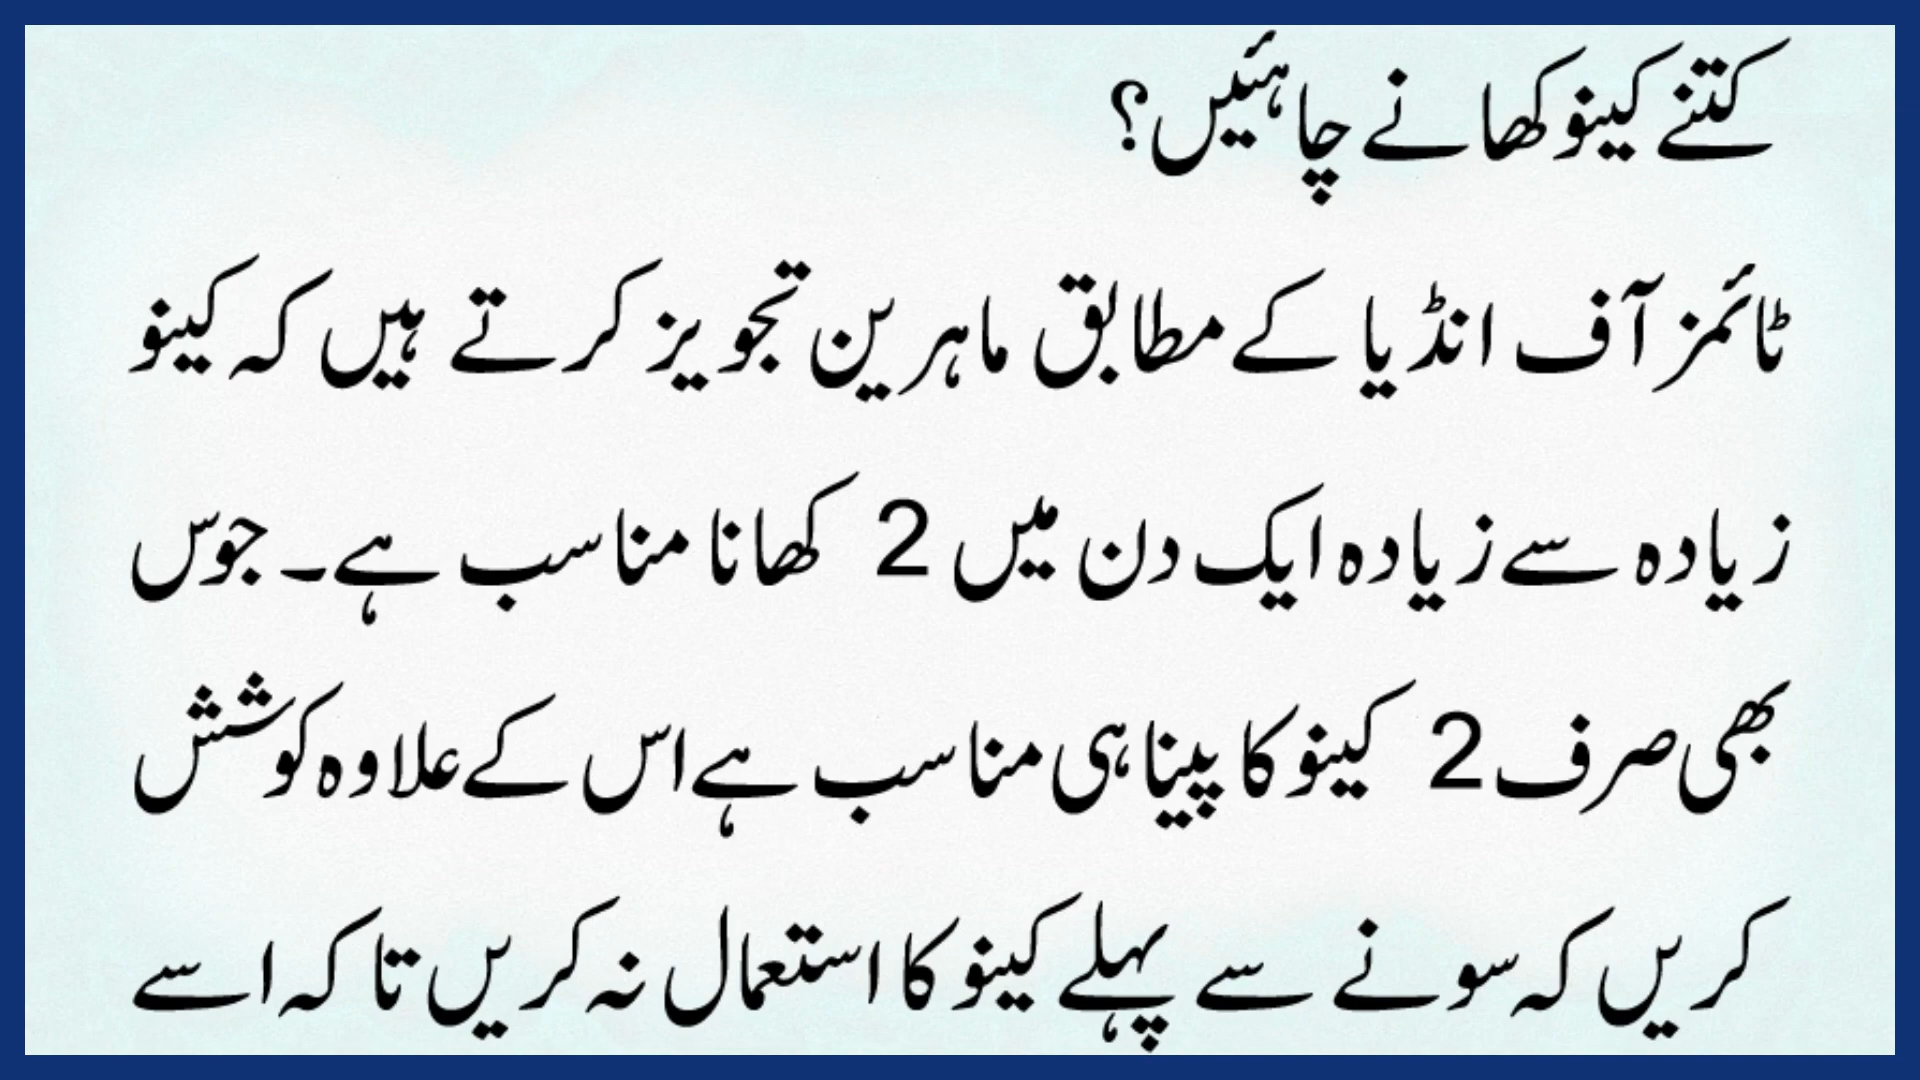 کتنے کینو کھانے چاہئیں؟
ٹائمز آف انڈیا کے مطابق ماہرین تجویز کرتے ہیں کہ کینو
زیادہ سے زیادہ ایک دن میں 2 کھانا مناسب ہے۔ جوس
بھی صرف 2 کینو کا پینا ہی مناسب ہے اس کے علاوہ کوشش
کریں کہ سونے سے پہلے کینو کا استعمال نہ کریں تاکہ اسے